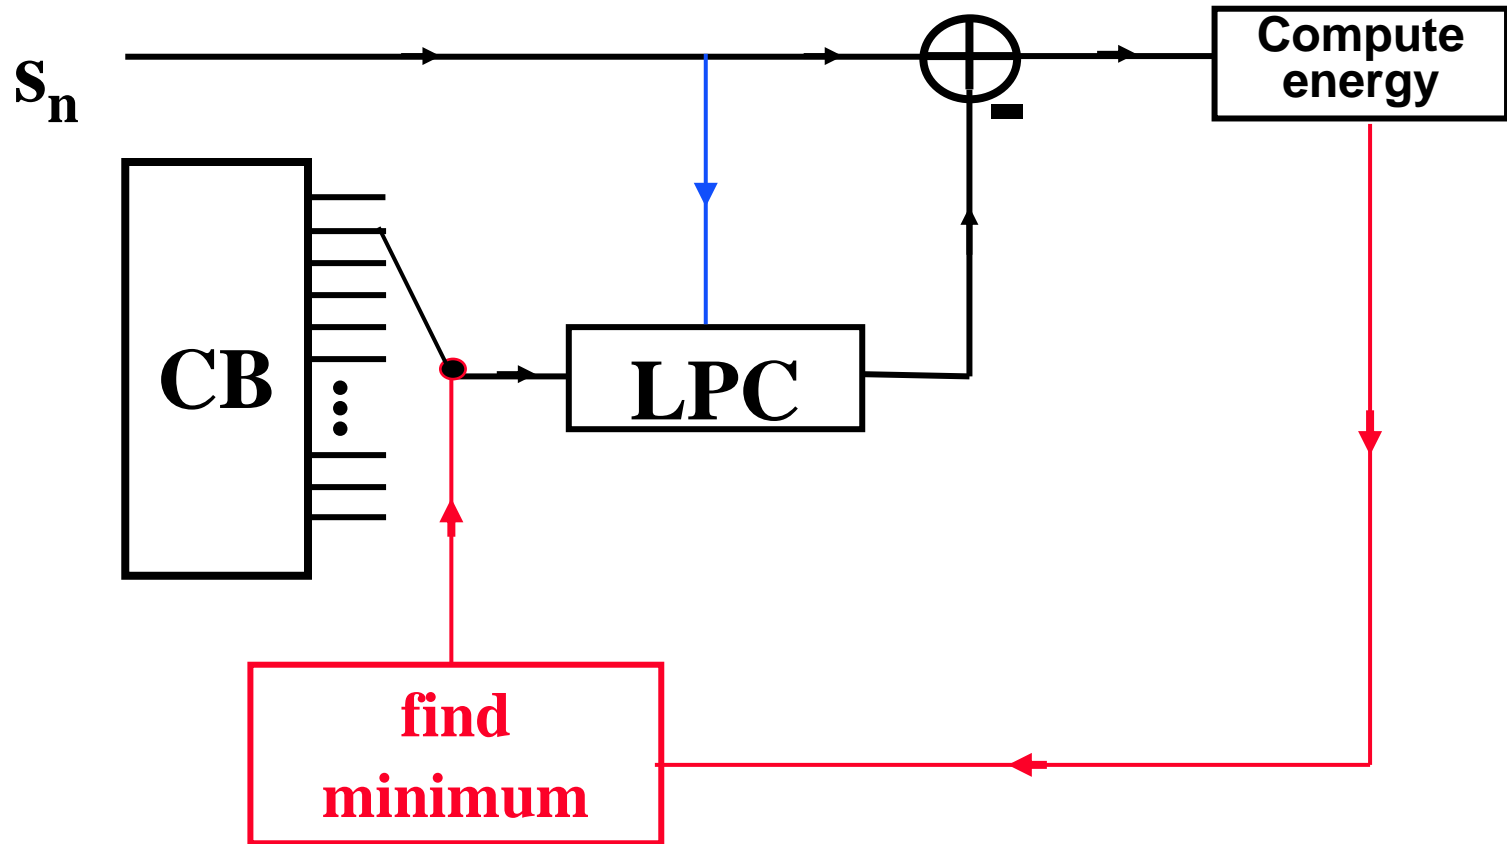 sn
Compute
energy
CB
LPC
find
minimum